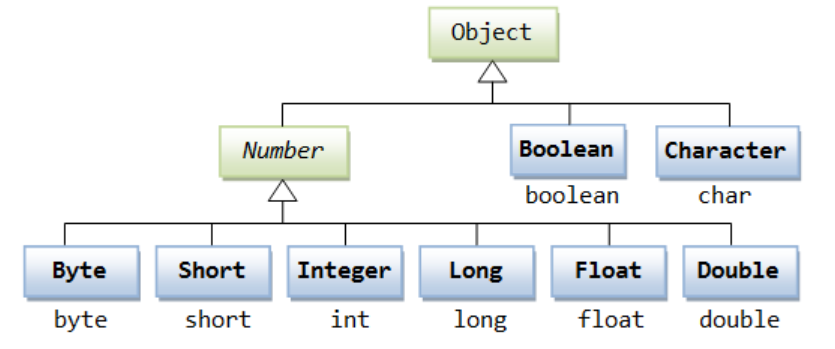 Object
Number Boolean Character
boolean char
Byte Short Integer Long Float Double
byte short int long float double